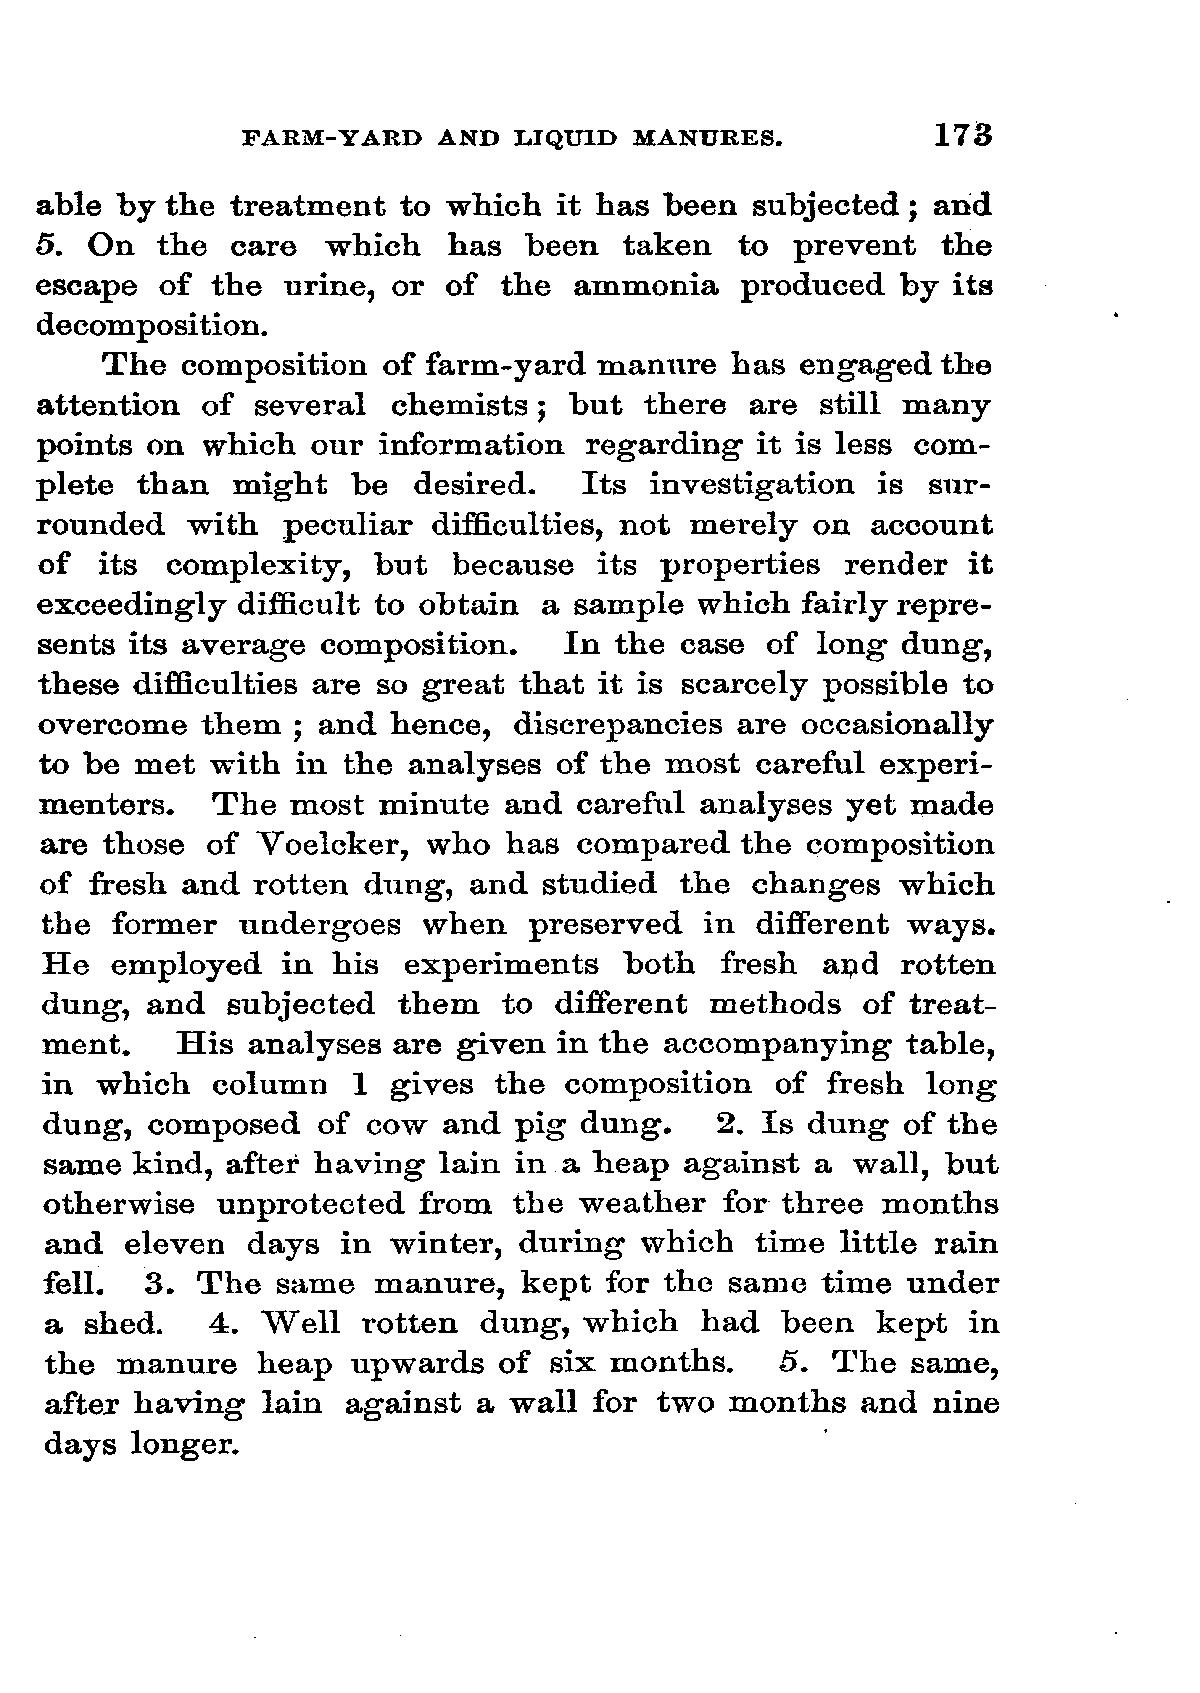 FARM-YARD AND LIQUID MANURES. 173
able by the treatment to which it has been subjected ; and
5. On the care which has been taken to prevent the
escape of the urine, or of the ammonia produced by its
decomposition.
The composition of farm-yard manure has engaged the
attention of several chemists ; but there are still many
points on which our information regarding it is less com-
plete than might be desired. Its investigation is sur-
rounded with peculiar difficulties, not merely on account
of its complexity, but because its properties render it
exceedingly difficult to obtain a sample which fairly repre-
sents its average composition. In the case of long dung,
these difficulties are so great that it is scarcely possible to
overcome them ; and hence, discrepancies are occasionally
to be met with in the analyses of the most careful experi-
menters. The most minute and careful analyses yet made
are those of Voelcker, who has compared the composition
of fresh and rotten dung, and studied the changes which
the former undergoes when preserved in different ways.
He employed in his experiments both fresh and rotten
dung, and subjected them to different methods of treat-
ment. His analyses are given in the accompanying table,
in which column 1 gives the composition of fresh long
dung, composed of cow and pig dung. 2. Is dung of the
same kind, after having lain in a heap against a wall, but
otherwise unprotected from the weather for three months
and eleven days in winter, during which time little rain
fell. 3. The same manure, kept for the same time under
a shed. 4. Well rotten dung, which had been kept in
the manure heap upwards of six months. 5. The same,
after having lain against a wall for two months and nine
days longer.